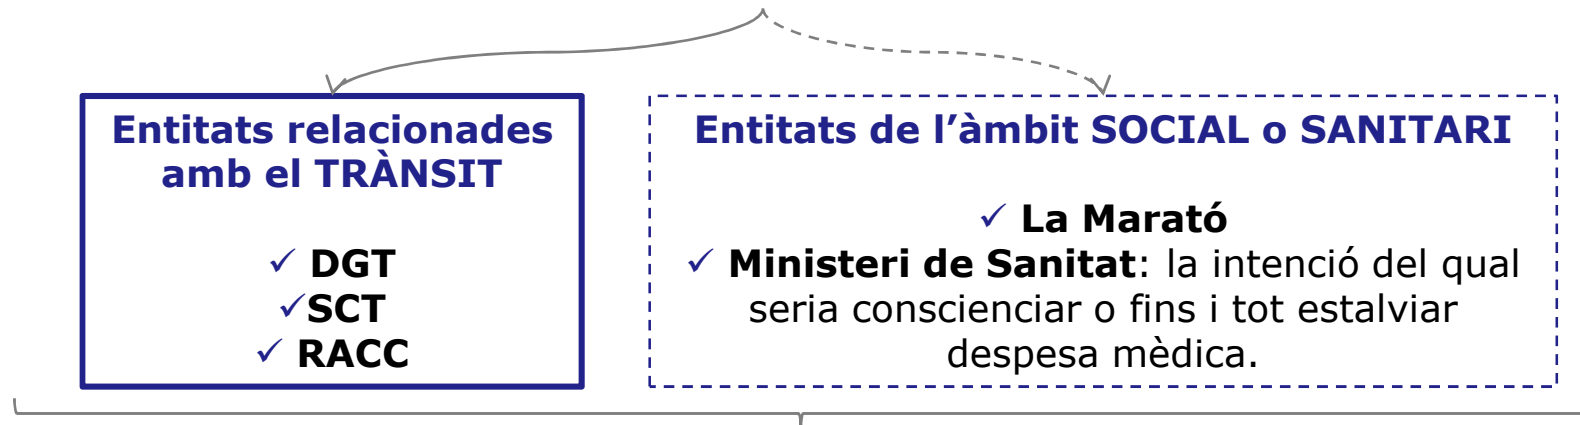 Entitats relacionades
amb el TRÀNSIT
✓ DGT
✓SCT
✓ RACC
Entitats de l’àmbit SOCIAL o SANITARI
✓ La Marató
✓ Ministeri de Sanitat: la intenció del qual
seria conscienciar o fins i tot estalviar
despesa mèdica.